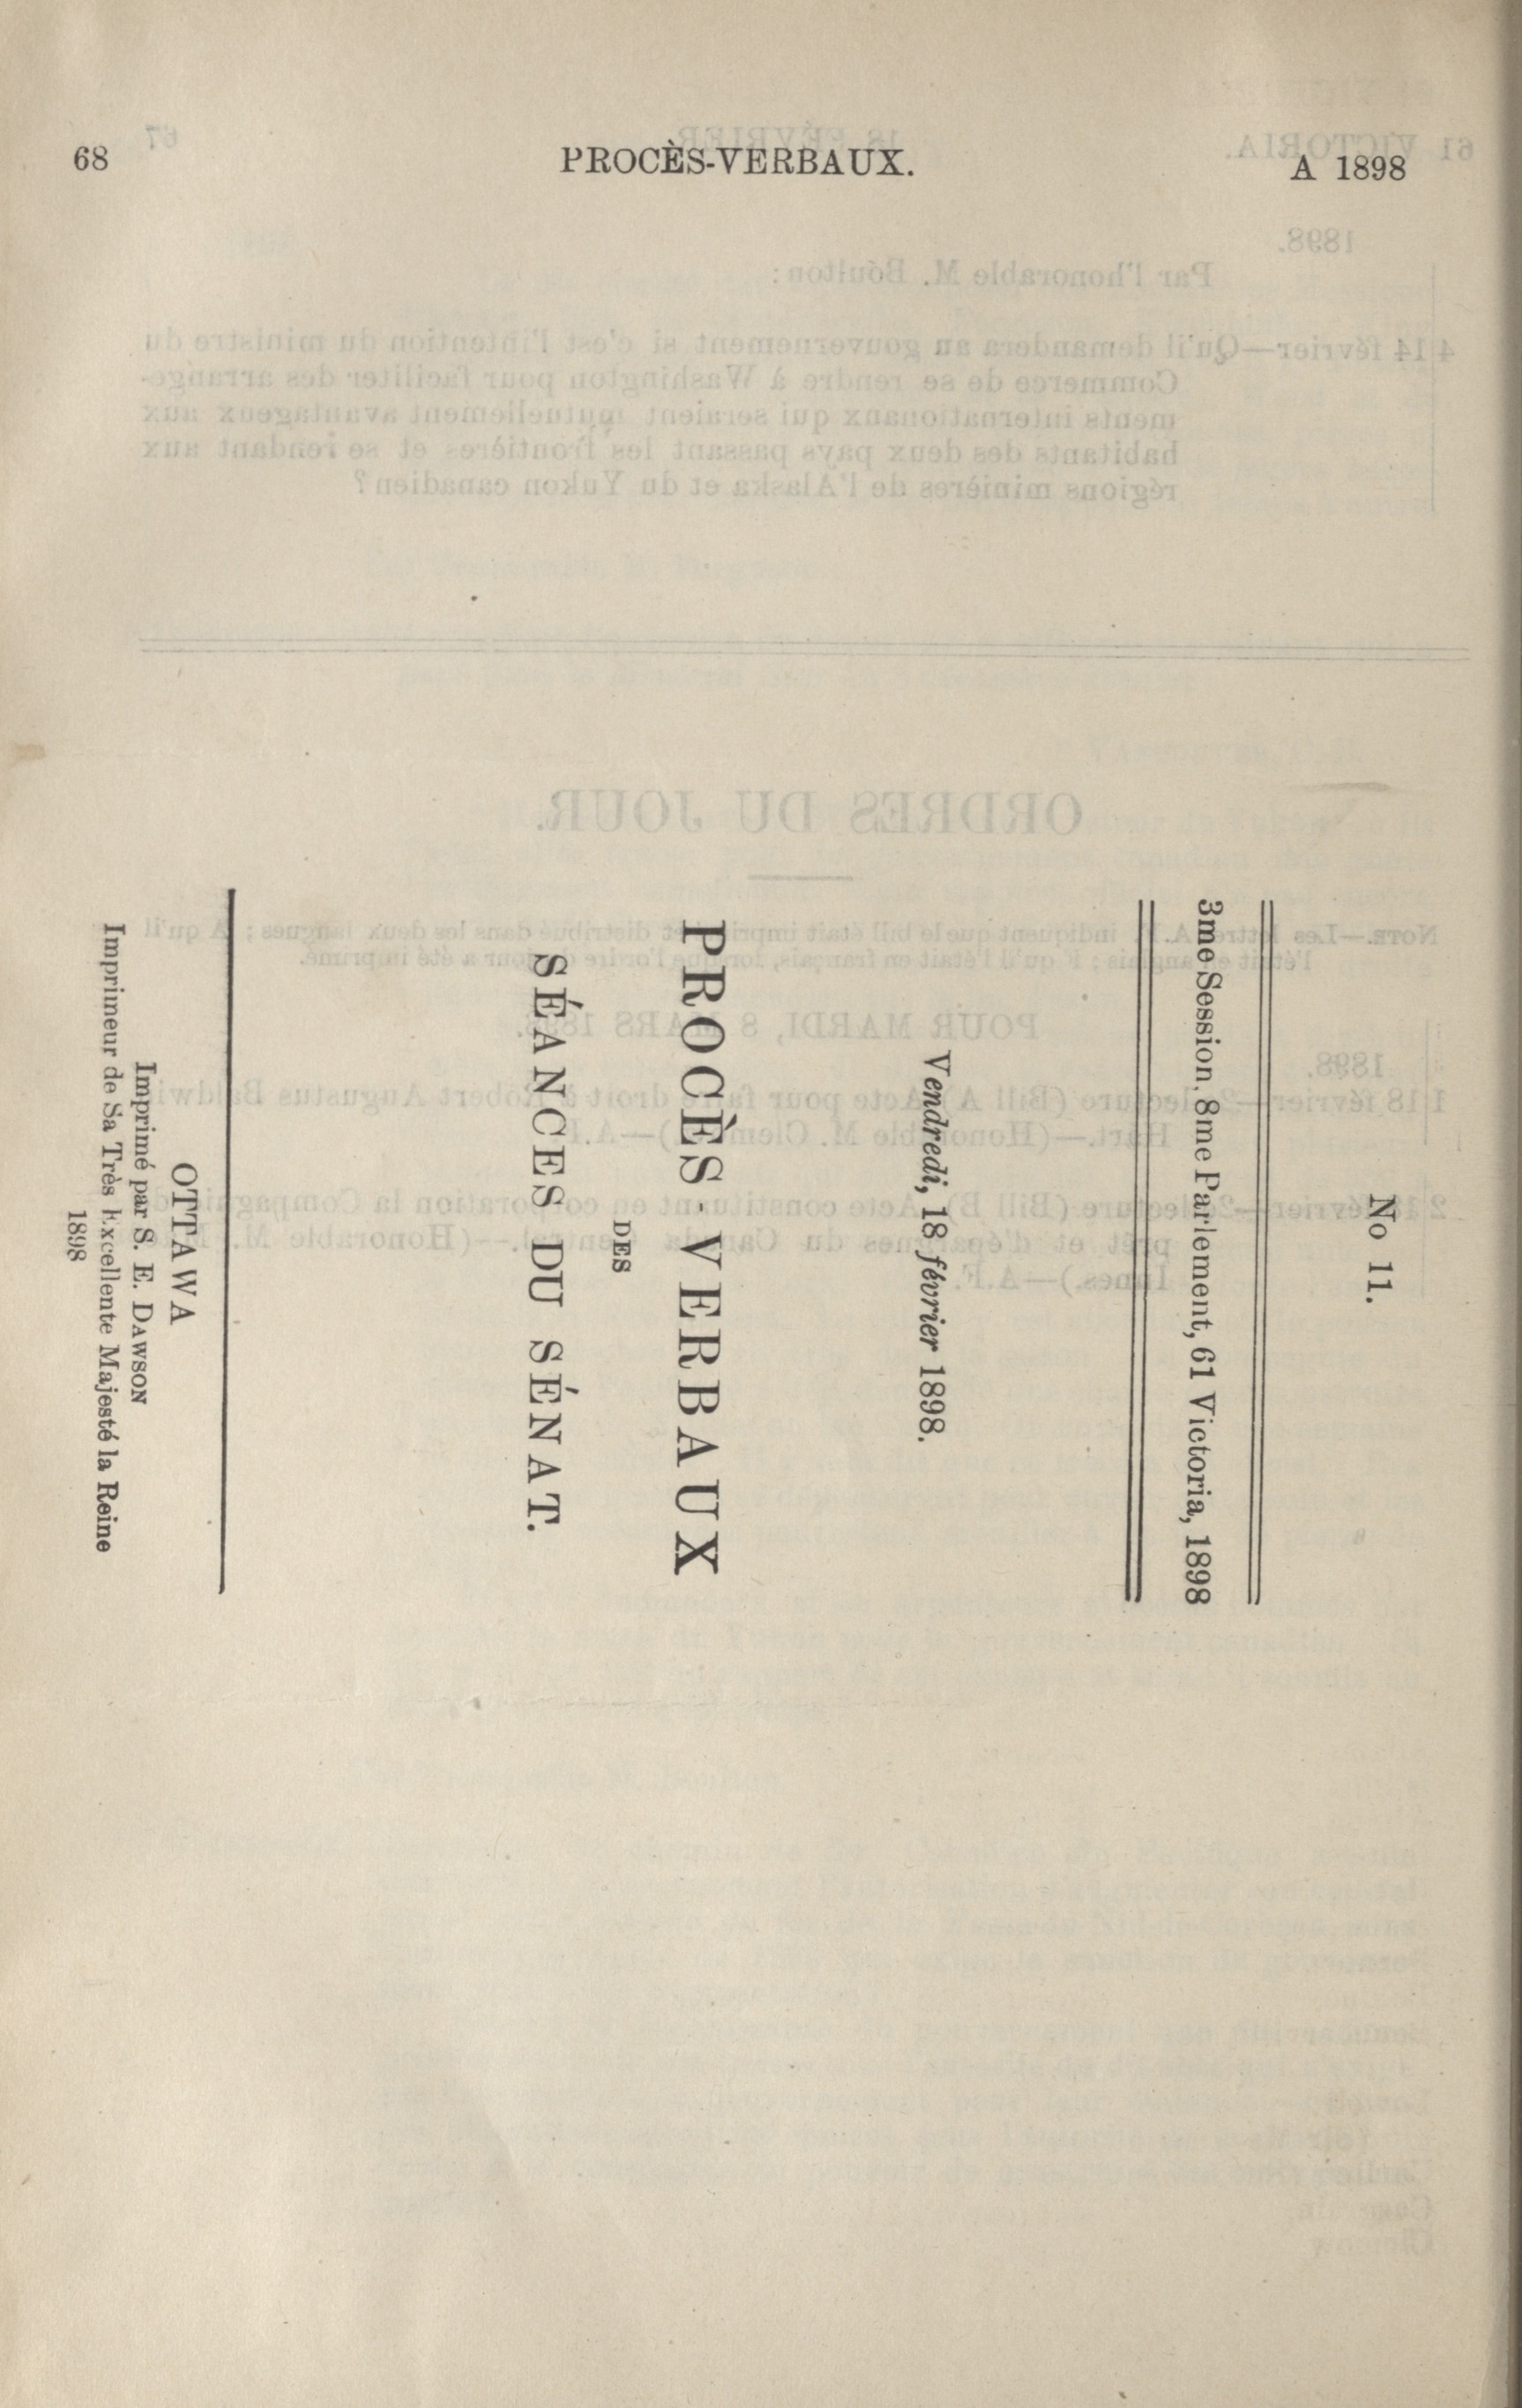 68 PROCÈS-VERBAUX. A 1898
No 11.
3me Session, 8me Parlement, 61 Victoria, 1898
Vendredi, 18 février 1898.
PROCÈS-VERBAUX
DES
SÉANCES DU SÉNAT.
OTTAWA
Imprimé par S. E. DAWSON
Imprimeur de Sa Très Excellente Majesté la Reine
1898